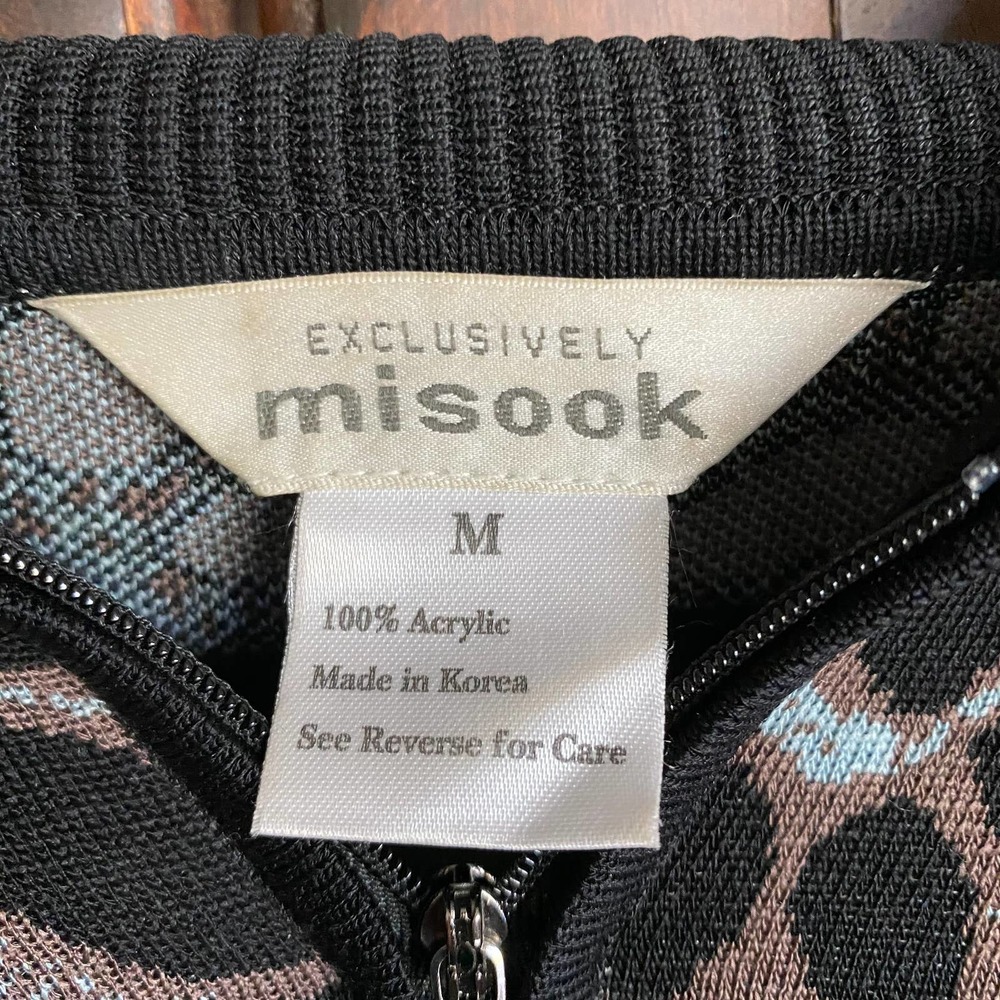 EXCLUSIVELY
misook
M
100% Acrylic
Made in Korea
See Reverse for Care